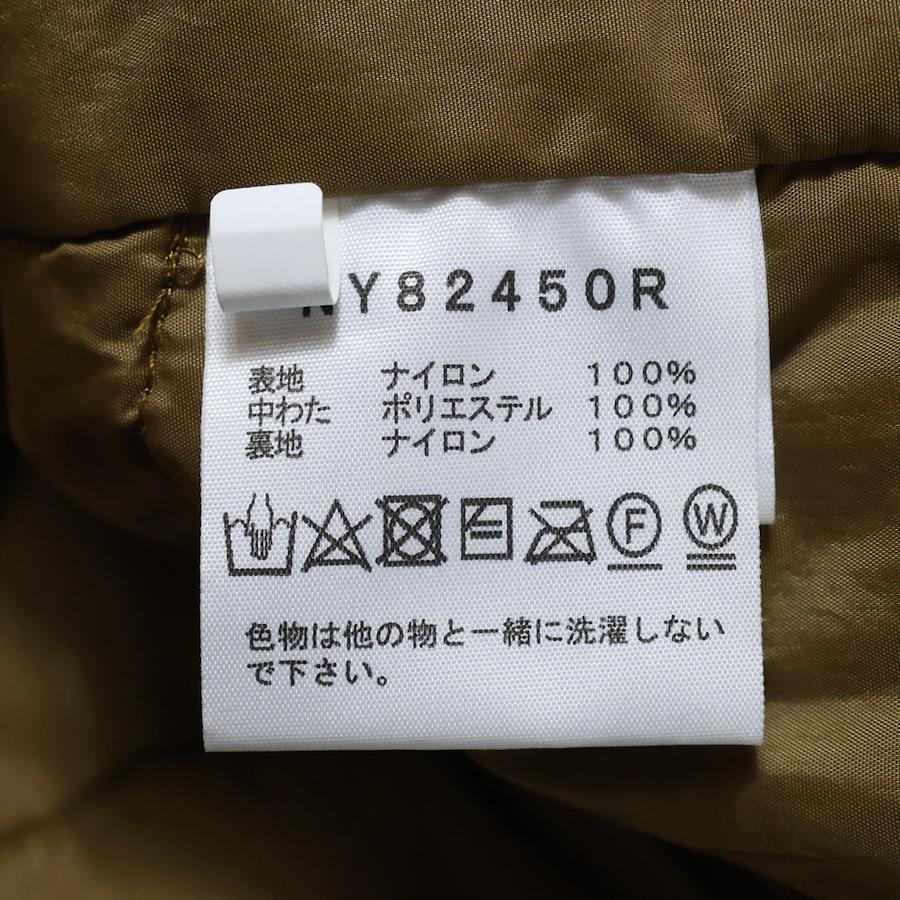 NY82450R
表地 ナイロン 100%
中わた ポリエステル 100%
裏地 ナイロン 100%
F W
色物は他の物と一緒に洗濯しない
で下さい。